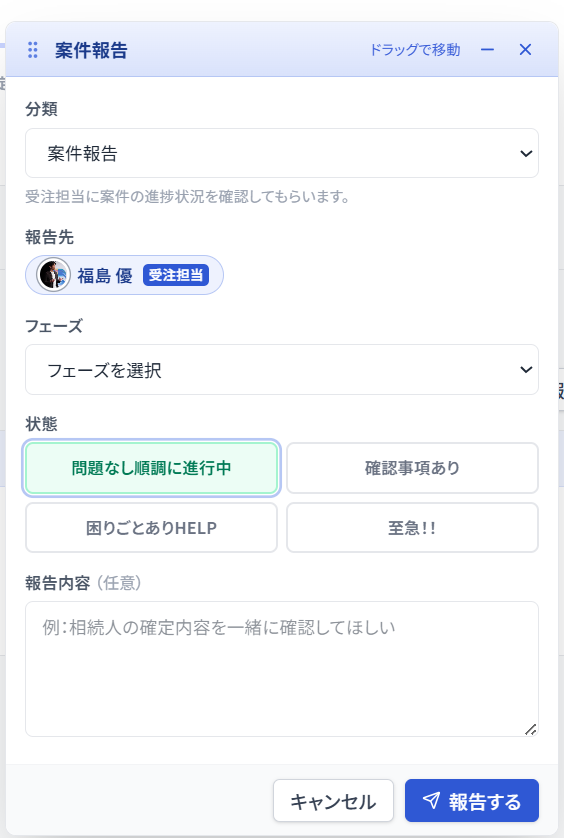 案件報告
ドラッグで移動
分類
案件報告
受注担当に案件の進捗状況を確認してもらいます。
報告先
福島 優 受注担当
フェーズ
フェーズを選択
状態
問題なし順調に進行中
確認事項あり
困りごとありHELP
至急!!
報告内容（任意）
例：相続人の確定内容を一緒に確認してほしい
キャンセル
報告する